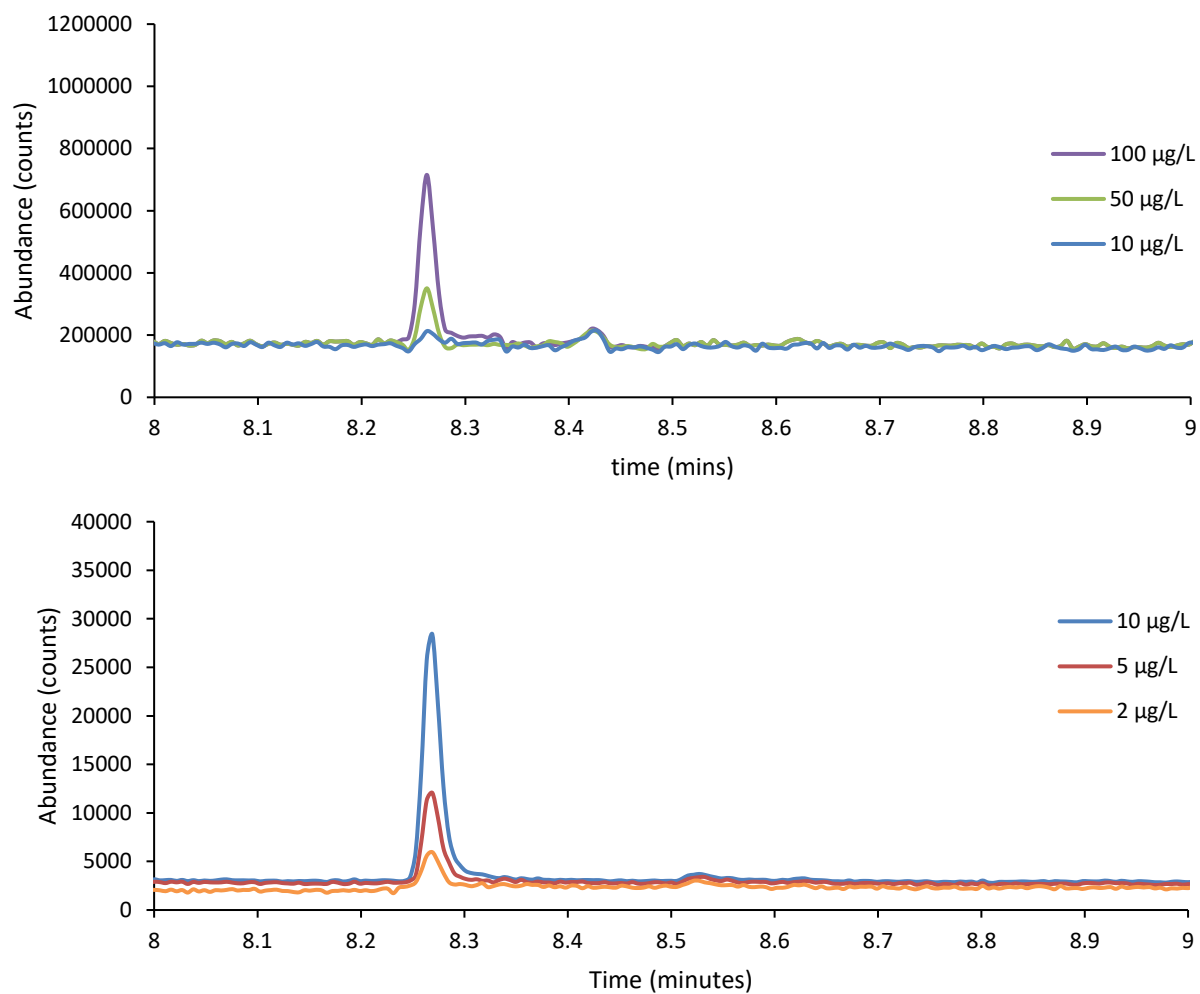 1200000
1000000
800000
600000
400000
200000
0
Abundance (counts)
100 µg/L
50 µg/L
10 µg/L
8 8.1 8.2 8.3 8.4 8.5 8.6 8.7 8.8 8.9 9
time (mins)
40000
35000
30000
25000
20000
15000
10000
5000
0
Abundance (counts)
10 µg/L
5 µg/L
2 µg/L
8 8.1 8.2 8.3 8.4 8.5 8.6 8.7 8.8 8.9 9
Time (minutes)